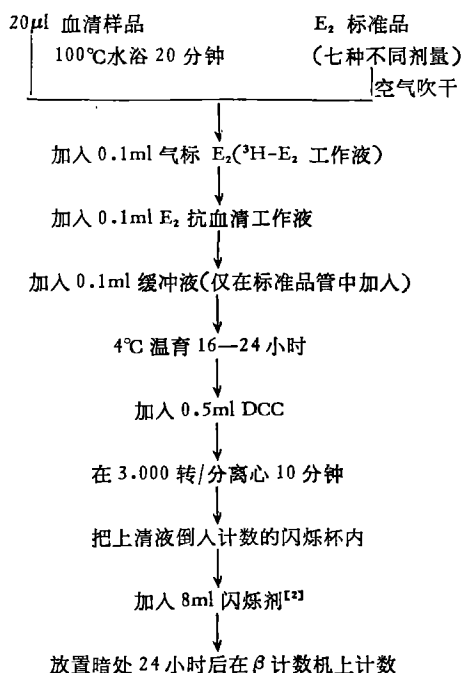 20μl 血清样品 E₂ 标准品
100℃水浴 20 分钟 (七种不同剂量)
空气吹干
加入 0.1ml 气标 E₂(³H-E₂ 工作液)
加入 0.1ml E₂ 抗血清工作液
加入 0.1ml 缓冲液(仅在标准品管中加入)
4℃ 温育 16—24 小时
加入 0.5ml DCC
在 3.000 转/分离心 10 分钟
把上清液倒人计数的闪烁杯内
加入 8ml 闪烁剂[2]
放置暗处 24 小时后在 β 计数机上计数